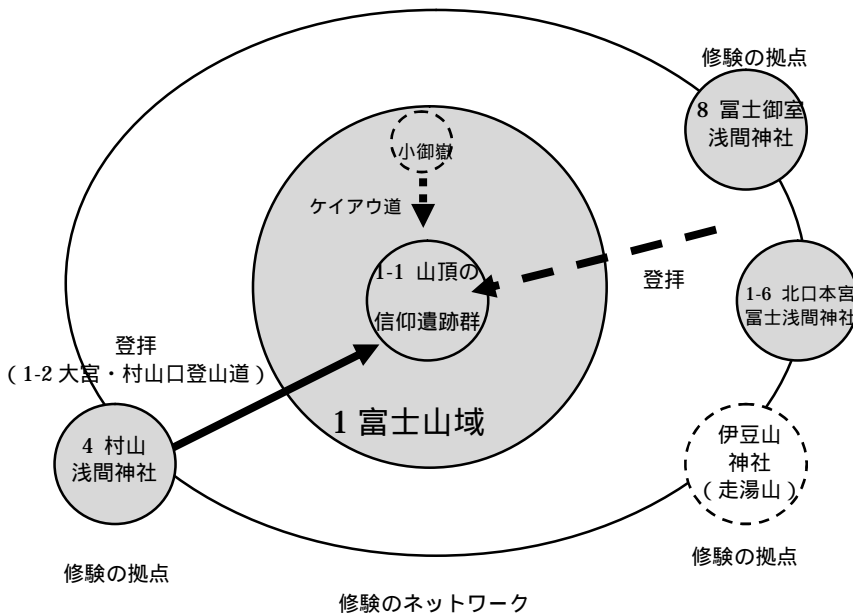 修験の拠点
8 冨士御室
浅間神社
小御嶽
ケイアウ道
1-1 山頂の
信仰遺跡群
登拝
1-6 北口本宮
冨士浅間神社
登拝
(1-2 大宮・村山口登山道)
1 富士山域
4 村山
浅間神社
伊豆山
神社
(走湯山)
修験の拠点
修験の拠点
修験のネットワーク